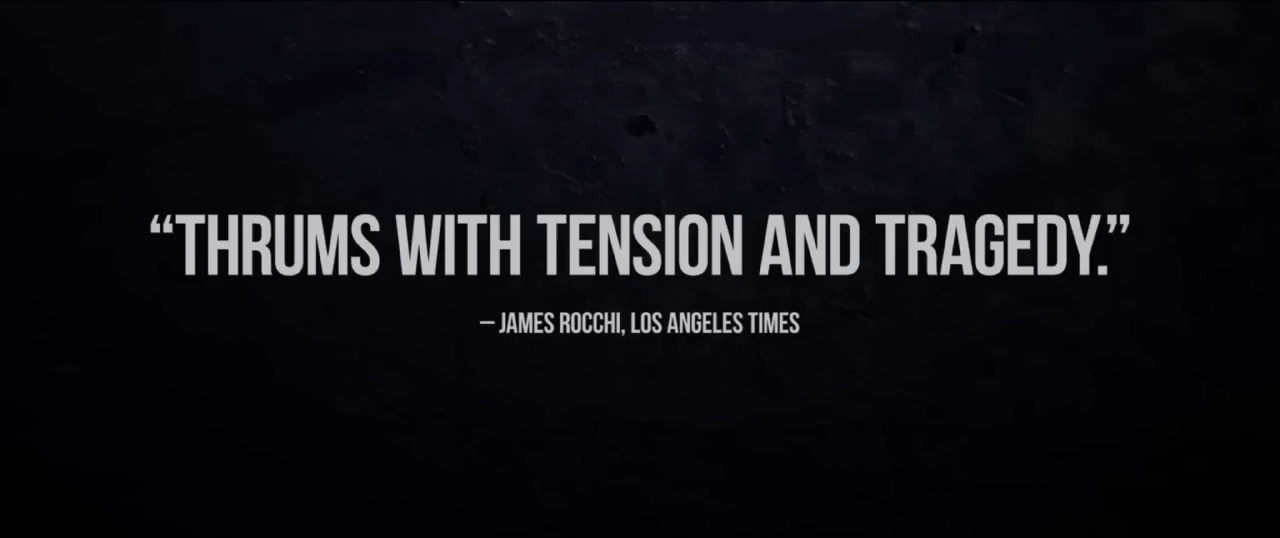 “THRUMS WITH TENSION AND TRAGEDY.”
– JAMES ROCCHI, LOS ANGELES TIMES